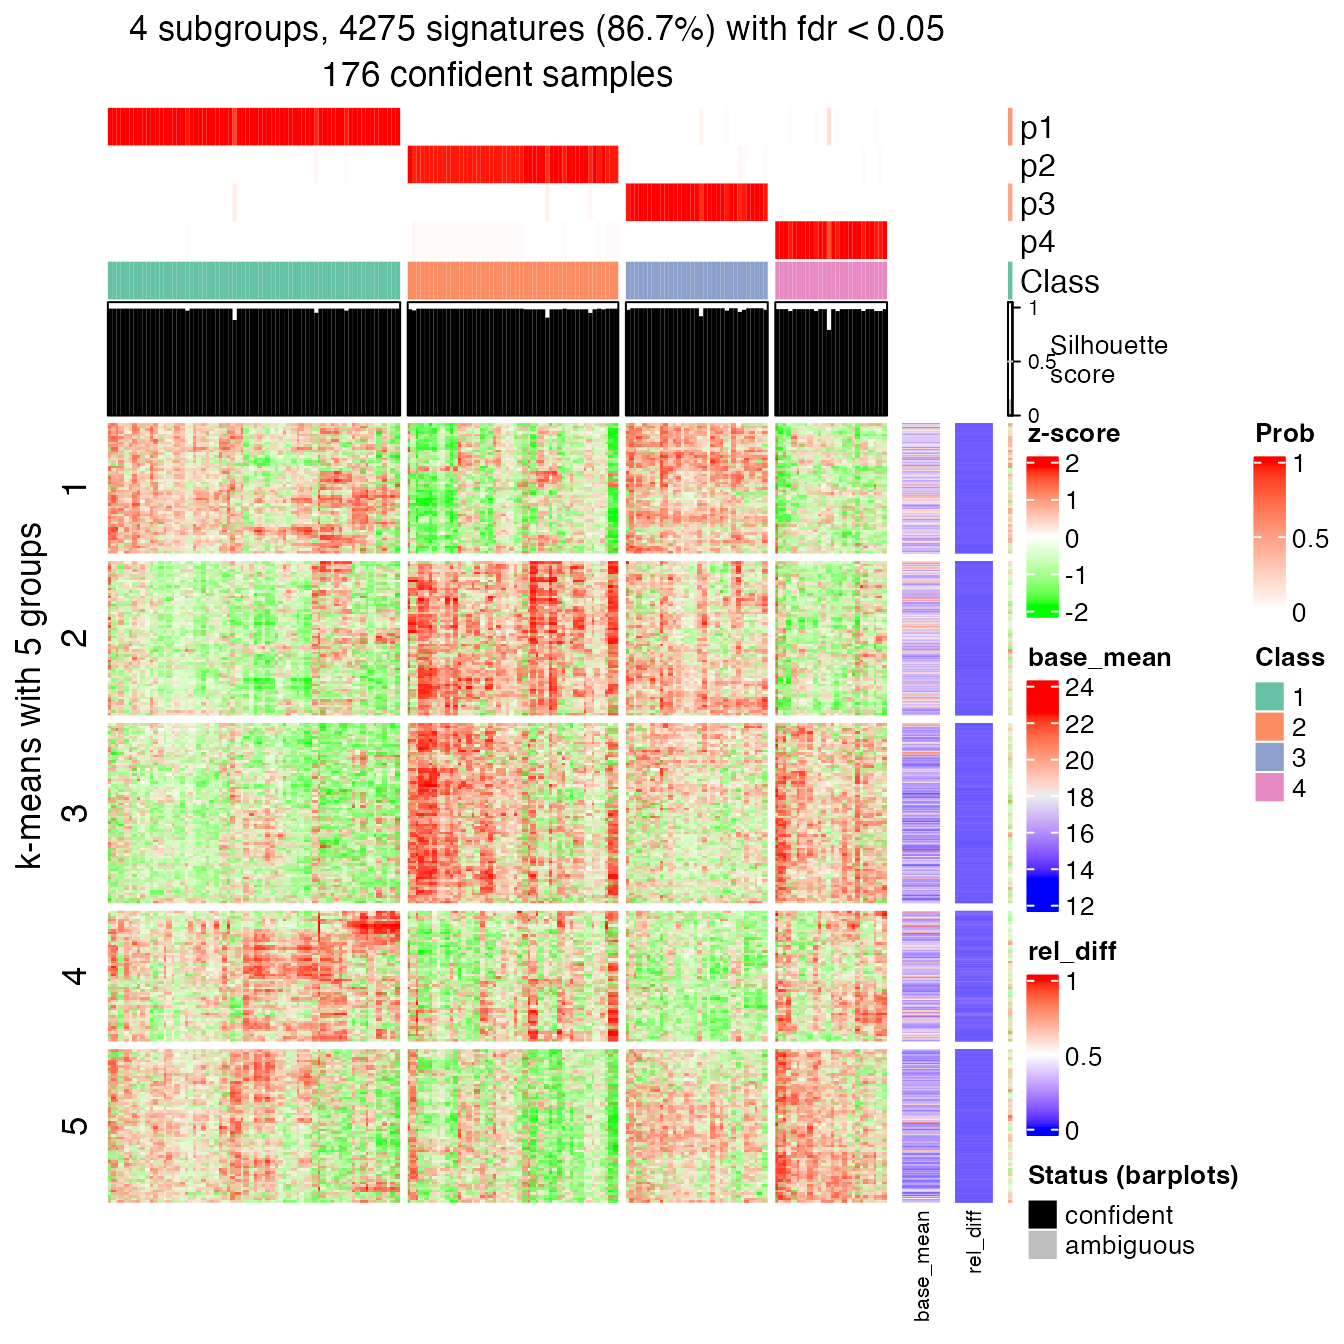 4 subgroups, 4275 signatures (86.7%) with fdr < 0.05
176 confident samples
p1
p2
p3
p4
Class
1
0.5
0
Silhouette
score
k-means with 5 groups
1
2
3
4
5
base_mean
rel_diff
z-score
2
1
0
-1
-2
Prob
1
0.5
0
base_mean
24
22
20
18
16
14
12
Class
1
2
3
4
rel_diff
1
0.5
0
Status (barplots)
confident
ambiguous